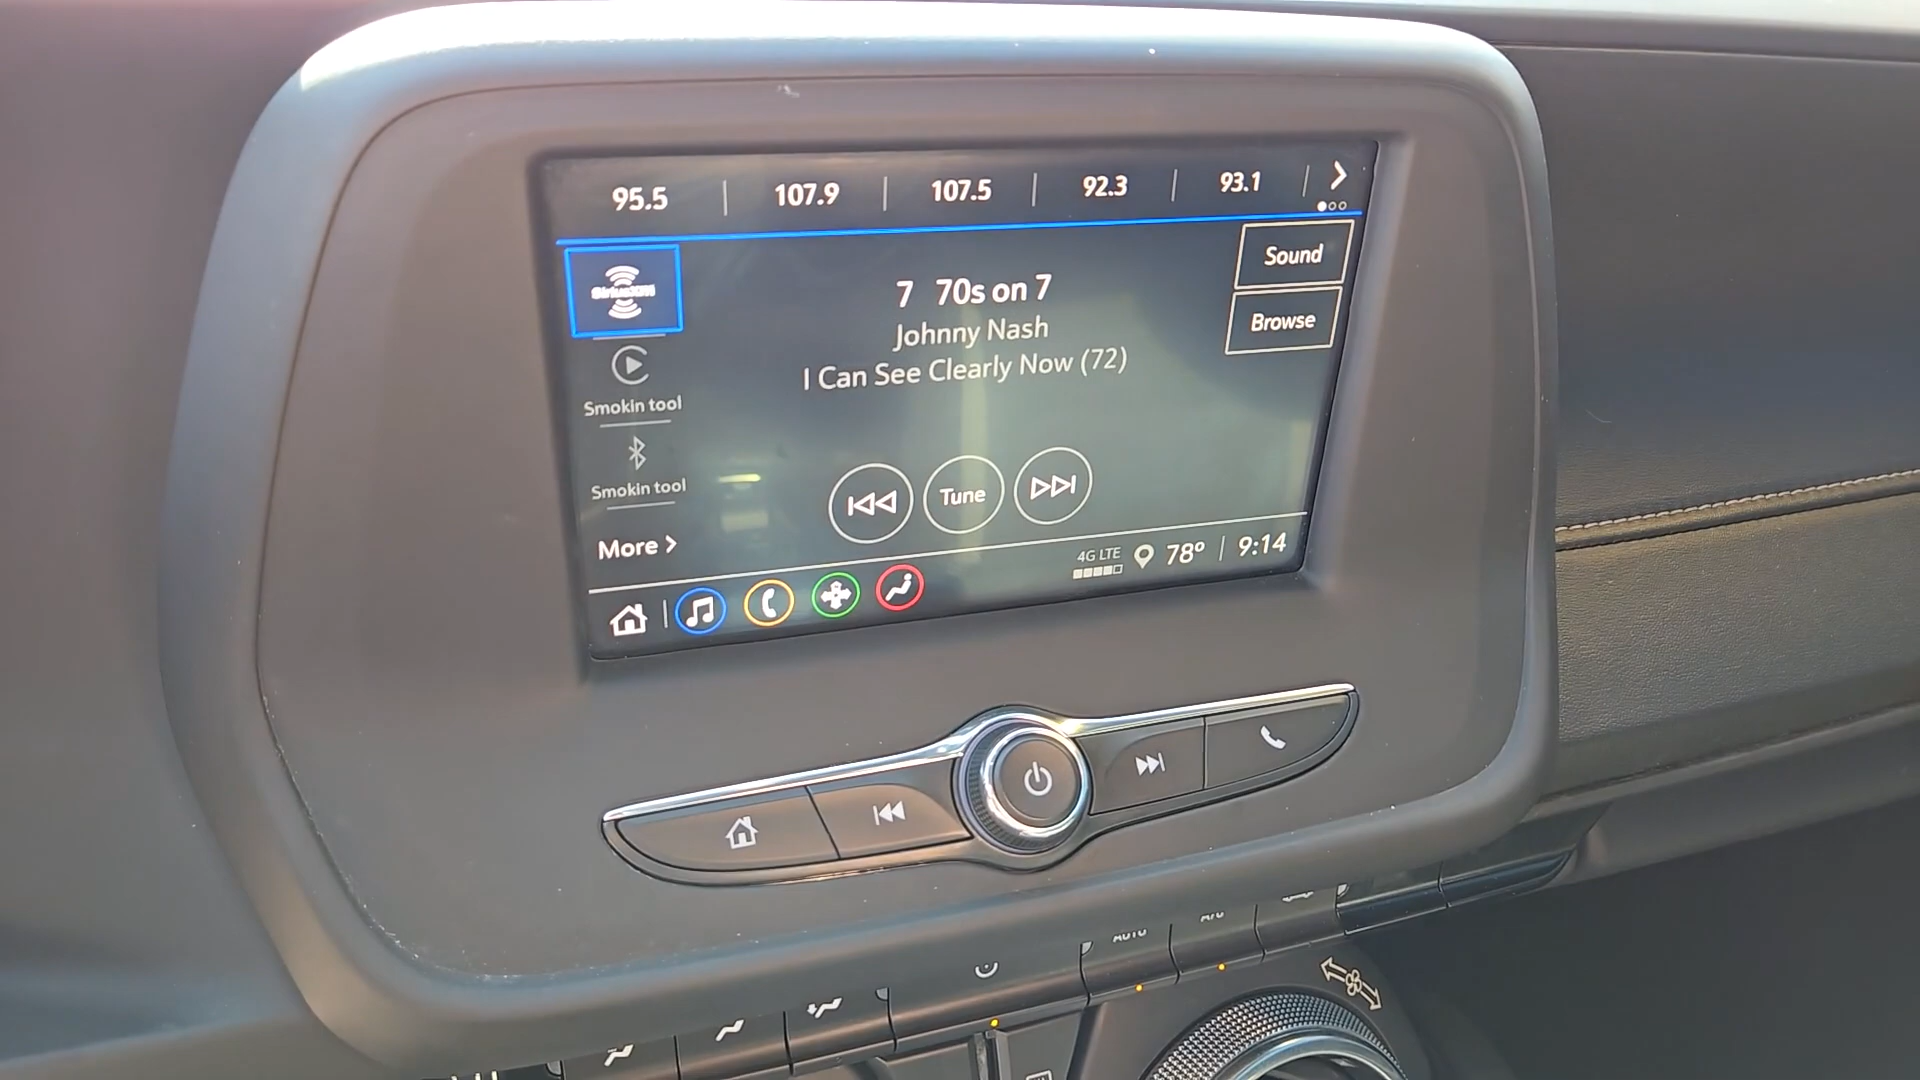 95.5 107.9 107.5 92.3 93.1
SiriusXM
7 70s on 7
Johnny Nash
I Can See Clearly Now (72)
Sound
Browse
Smokin tool
Smokin tool
More
Tune
4G LTE
78° 9:14
AUTO
A/C